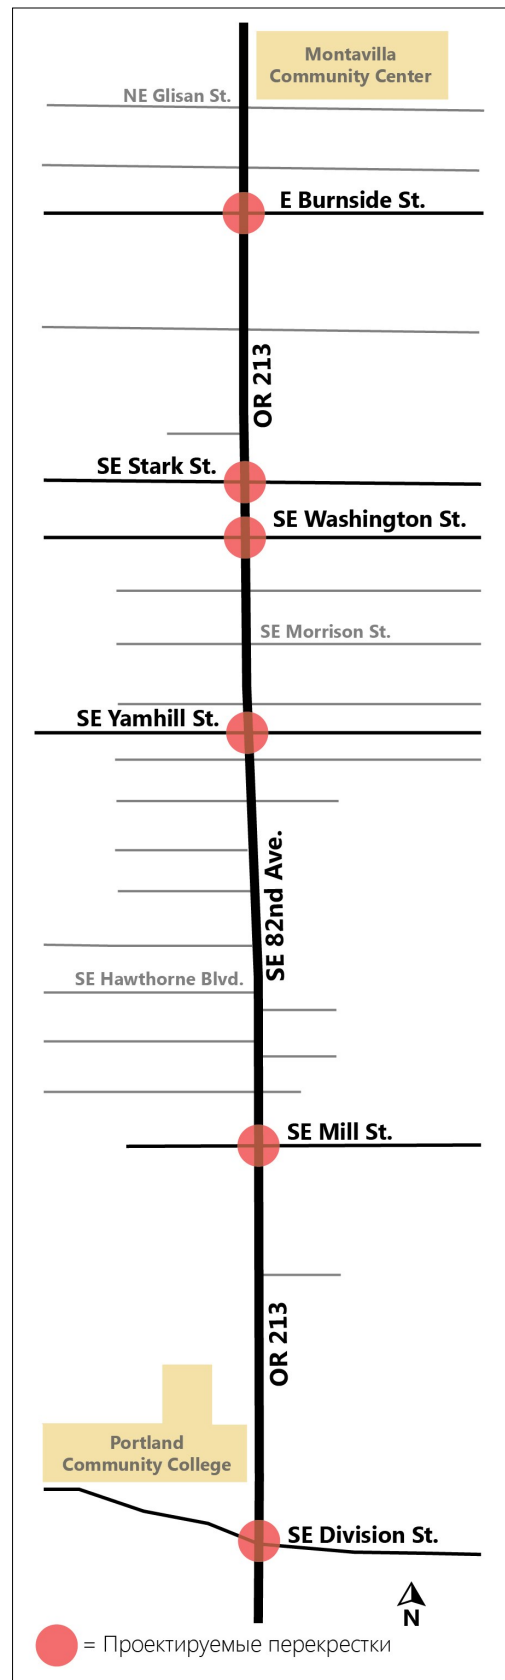 Montavilla
Community Center
NE Glisan St.
E Burnside St.
OR 213
SE Stark St.
SE Washington St.
SE Morrison St.
SE Yamhill St.
SE 82nd Ave.
SE Hawthorne Blvd.
SE Mill St.
OR 213
Portland
Community College
SE Division St.
N
= Проектируемые перекрестки